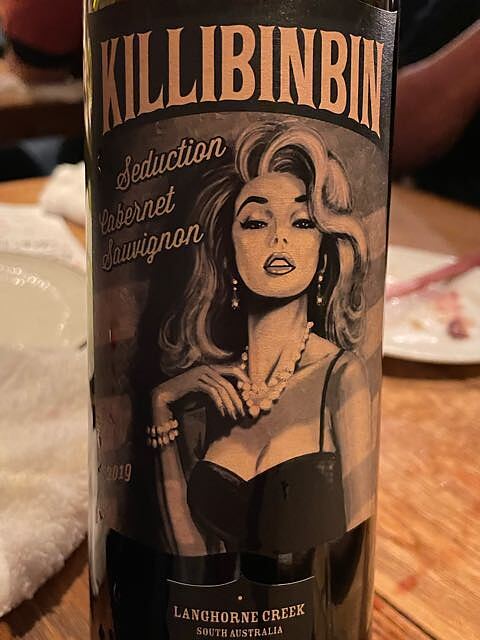 KILLIBINBIN
Seduction
Cabernet
Sauvignon
2019
LANGHORNE CREEK
SOUTH AUSTRALIA